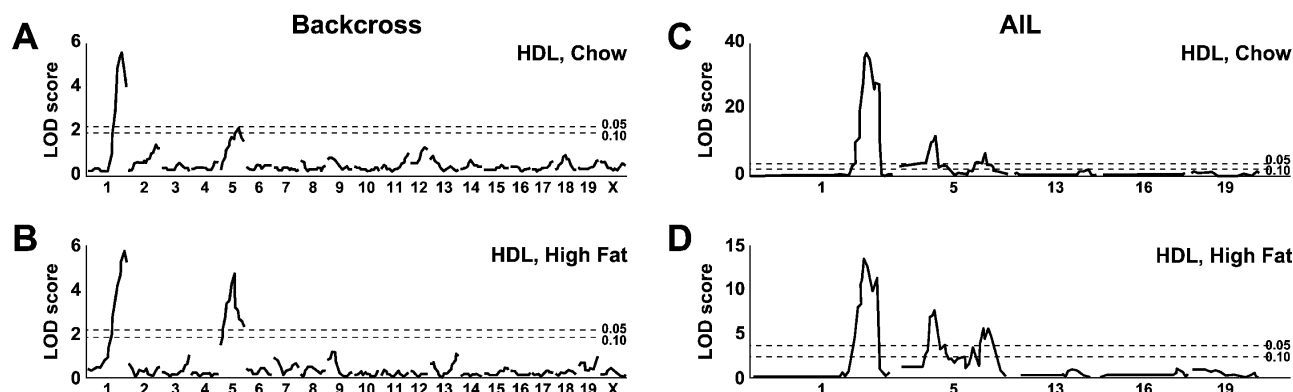 Backcross
A
HDL, Chow
LOD score
6
4
2
0
0.05
0.10
1 2 3 4 5 6 7 8 9 10 11 12 13 14 15 16 17 18 19 X
B
HDL, High Fat
LOD score
6
4
2
0
0.05
0.10
1 2 3 4 5 6 7 8 9 10 11 12 13 14 15 16 17 18 19 X
AIL
C
HDL, Chow
LOD score
40
20
0
0.05
0.10
1 5 13 16 19
D
HDL, High Fat
LOD score
15
10
5
0
0.05
0.10
1 5 13 16 19